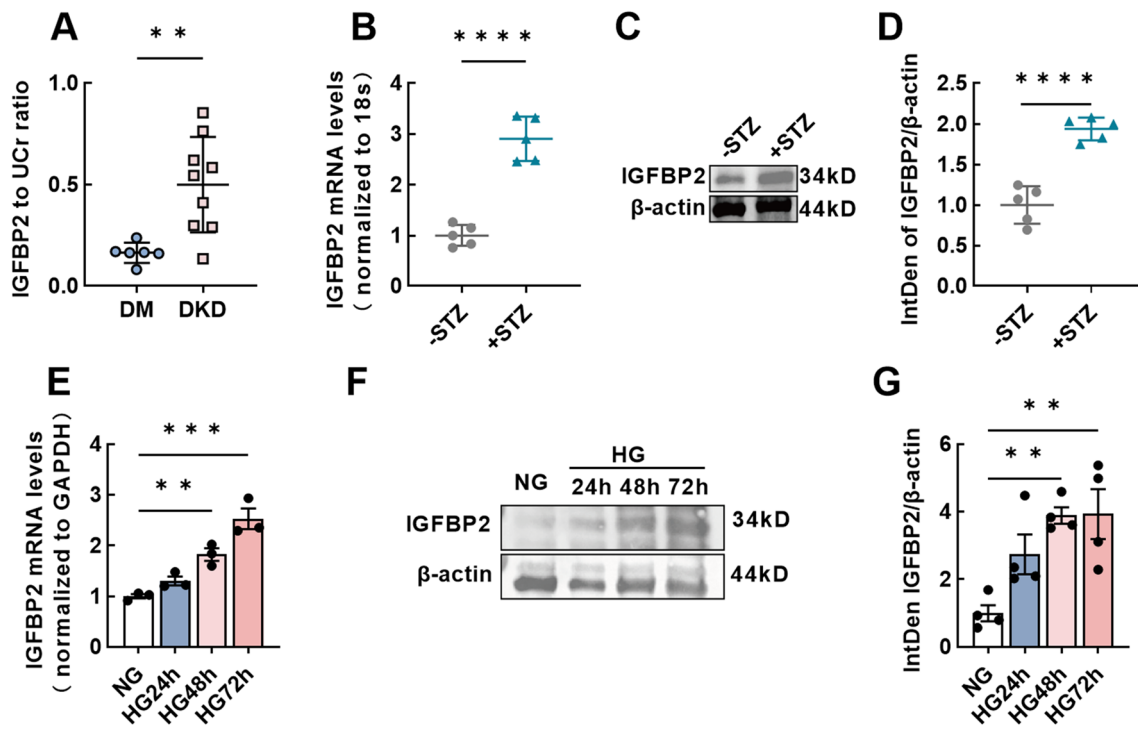 A
* *
IGFBP2 to UCr ratio
1.0
0.5
0.0
DM
DKD
B
* * * *
IGFBP2 mRNA levels
( normalized to 18s)
4
3
2
1
0
-STZ
+STZ
C
-STZ
+STZ
IGFBP2
34kD
β-actin
44kD
D
* * * *
IntDen of IGFBP2/β-actin
2.5
2.0
1.5
1.0
0.5
0.0
-STZ
+STZ
E
* * *
* *
IGFBP2 mRNA levels
( normalized to GAPDH)
4
3
2
1
0
NG
HG24h
HG48h
HG72h
F
HG
NG
24h 48h 72h
IGFBP2
34kD
β-actin
44kD
G
* *
* *
IntDen IGFBP2/β-actin
6
4
2
0
NG
HG24h
HG48h
HG72h